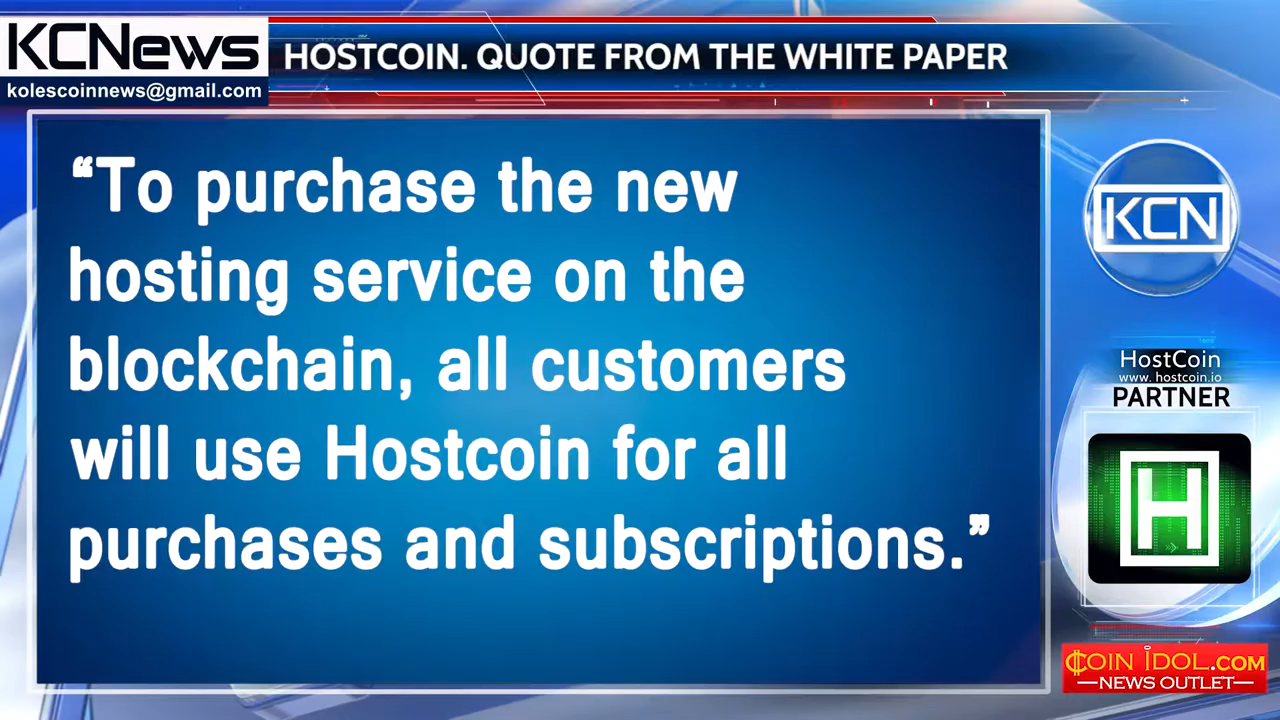 KCNews
kolescoinnews@gmail.com
HOSTCOIN. QUOTE FROM THE WHITE PAPER
“To purchase the new
hosting service on the
blockchain, all customers
will use Hostcoin for all
purchases and subscriptions.”
KCN
HostCoin
www. hostcoin.io
PARTNER
H
COIN IDOL.COM
—NEWS OUTLET—